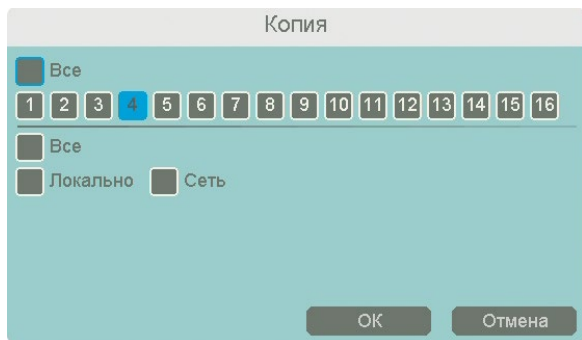 Копия
Все
1 2 3 4 5 6 7 8 9 10 11 12 13 14 15 16
Все
Локально Сеть
ОК Отмена